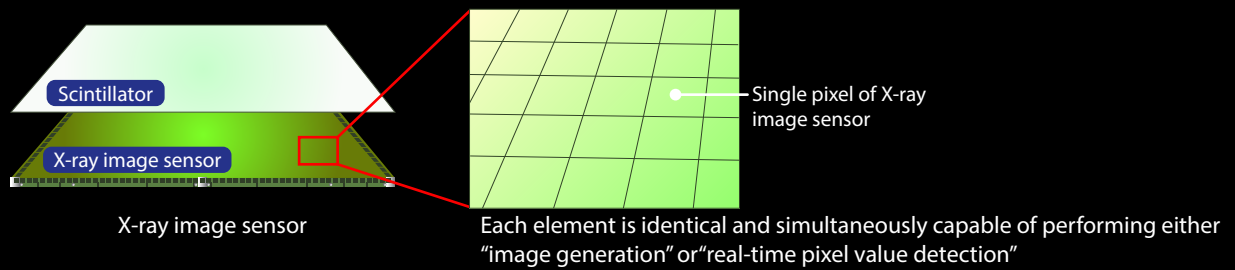 Scintillator
X-ray image sensor
X-ray image sensor
Single pixel of X-ray
image sensor
Each element is identical and simultaneously capable of performing either
“image generation” or“real-time pixel value detection”